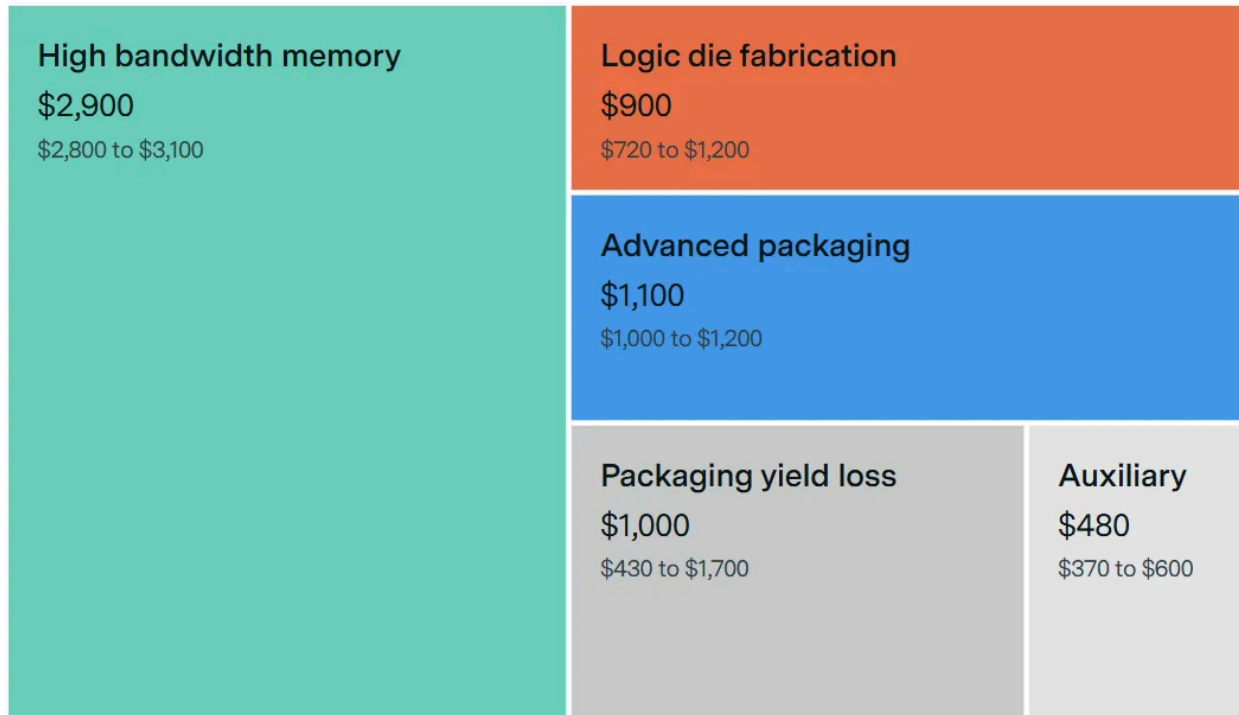 High bandwidth memory
$2,900
$2,800 to $3,100
Logic die fabrication
$900
$720 to $1,200
Advanced packaging
$1,100
$1,000 to $1,200
Packaging yield loss
$1,000
$430 to $1,700
Auxiliary
$480
$370 to $600